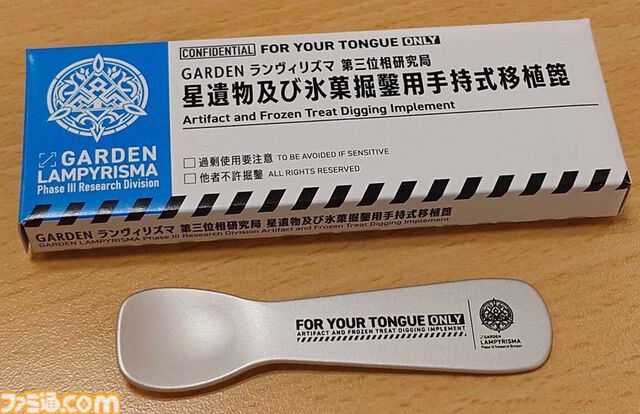 CONFIDENTIAL FOR YOUR TONGUE ONLY
GARDEN ランヴィリズマ 第三位相研究局
星遺物及び氷菓掘鑿用手持式移植篦
Artifact and Frozen Treat Digging Implement
GARDEN
LAMPYRISMA
Phase III Research Division
過剰使用要注意 TO BE AVOIDED IF SENSITIVE
他者不許掘鑿 ALL RIGHTS RESERVED
GARDEN ランヴィリズマ 第三位相研究局 星遺物及び氷菓掘鑿用手持式移植篦
GARDEN LAMPYRISMA Phase III Research Division Artifact and Frozen Treat Digging Implement
FOR YOUR TONGUE ONLY
ARTIFACT AND FROZEN TREAT DIGGING IMPLEMENT
GARDEN
LAMPYRISMA
Phase III Research Division
ファミ通.com